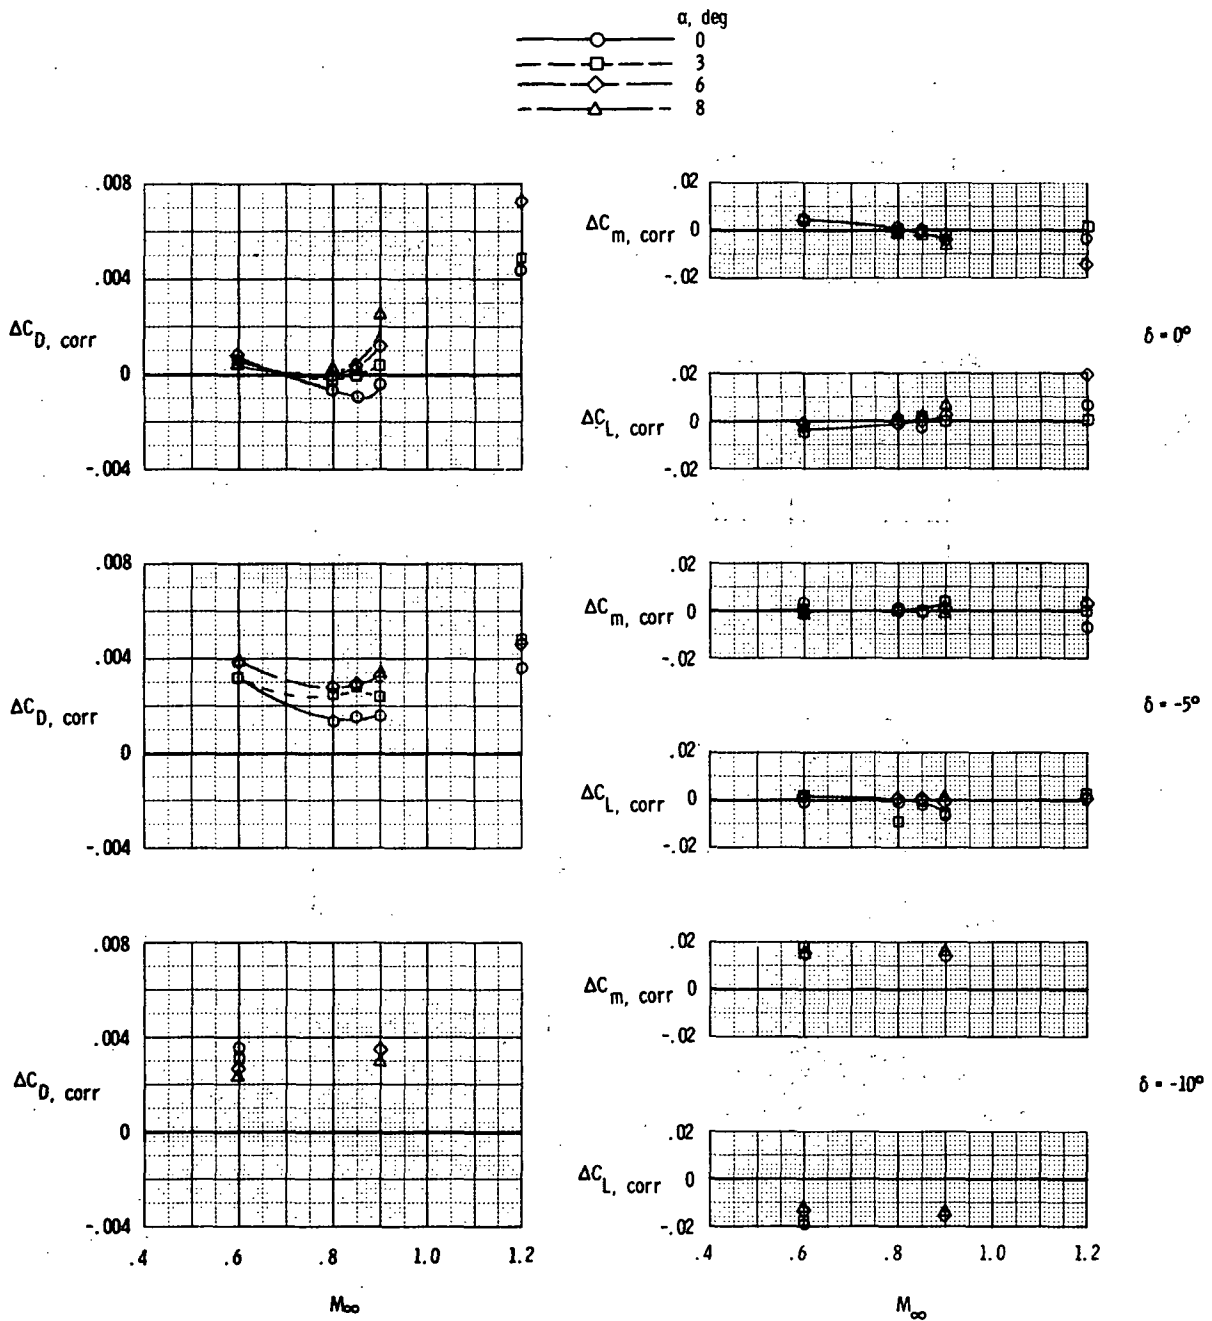 α, deg
0
3
6
8
.008
.004
0
-.004
ΔC_D, corr
.02
0
-.02
ΔC_m, corr
δ = 0°
.02
0
-.02
ΔC_L, corr
.008
.004
0
-.004
ΔC_D, corr
.02
0
-.02
ΔC_m, corr
δ = -5°
.02
0
-.02
ΔC_L, corr
.008
.004
0
-.004
ΔC_D, corr
.4 .6 .8 1.0 1.2
M∞
.02
0
-.02
ΔC_m, corr
δ = -10°
.02
0
-.02
ΔC_L, corr
.4 .6 .8 1.0 1.2
M∞